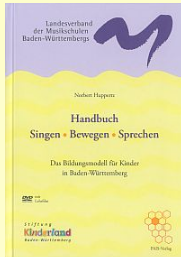 Landesverband
der Musikschulen
Baden-Württembergs
Norbert Huppertz
Handbuch
Singen • Bewegen • Sprechen
Das Bildungsmodell für Kinder
in Baden-Württemberg
DVD
Stiftung
Kinderland
Baden-Württemberg